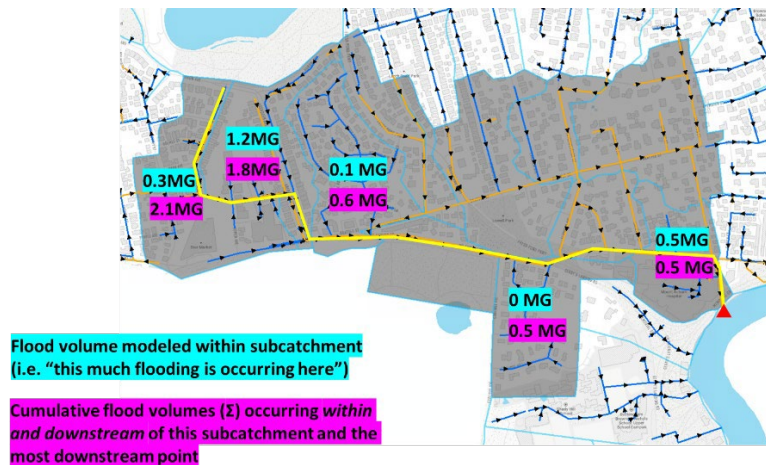 1.2MG
1.8MG
0.1 MG
0.6 MG
0.3MG
2.1MG
0.5MG
0.5 MG
0 MG
0.5 MG
Flood volume modeled within subcatchment
(i.e. “this much flooding is occurring here”)
Cumulative flood volumes (Σ) occurring within
and downstream of this subcatchment and the
most downstream point